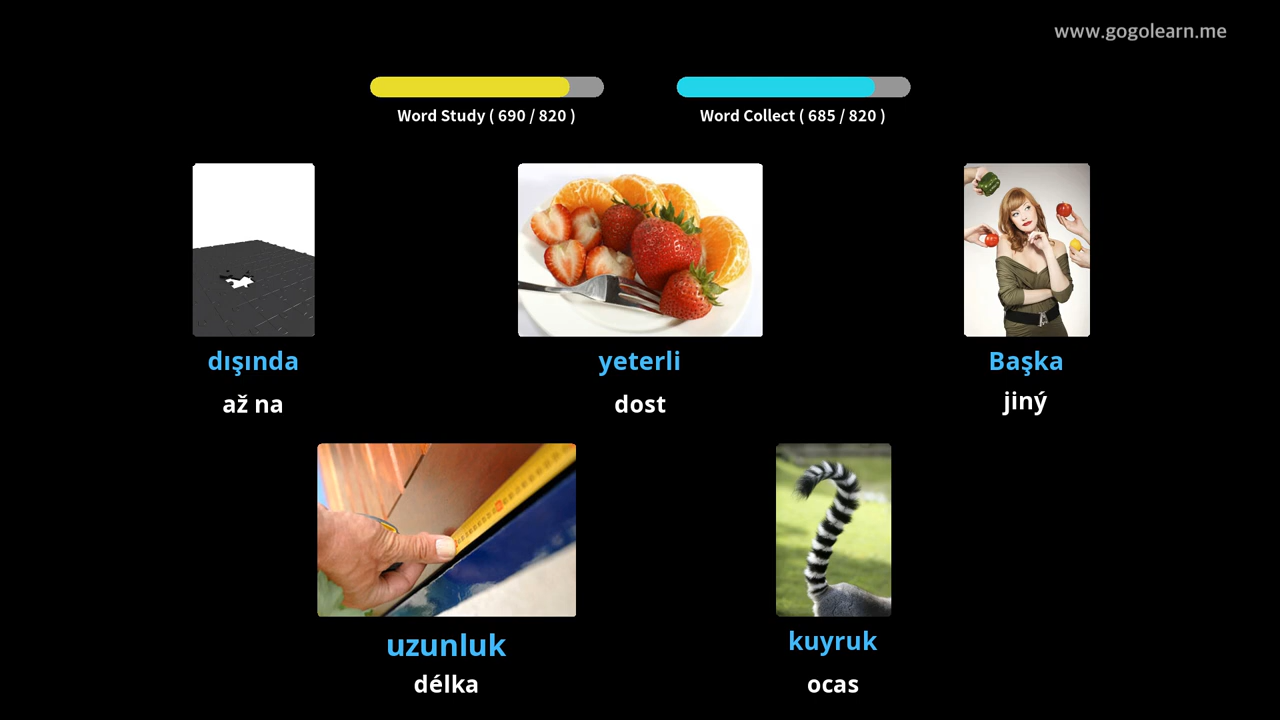 www.gogolearn.me
Word Study ( 690 / 820 )
Word Collect ( 685 / 820 )
dışında
yeterli
Başka
až na
dost
jiný
uzunluk
kuyruk
délka
ocas